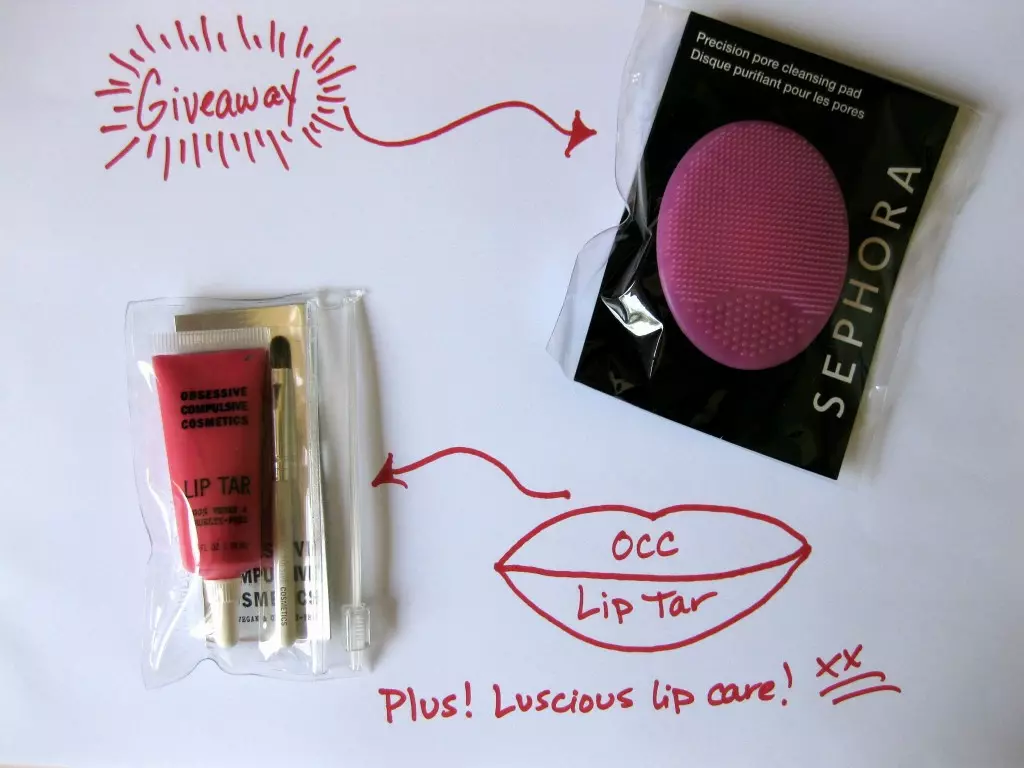 Giveaway
Precision pore cleansing pad
Disque purifiant pour les pores
SEPHORA
OBSESSIVE
COMPULSIVE
COSMETICS
LIP TAR
COSMETICS
OCC
Lip Tar
Plus! Luscious lip care! xx